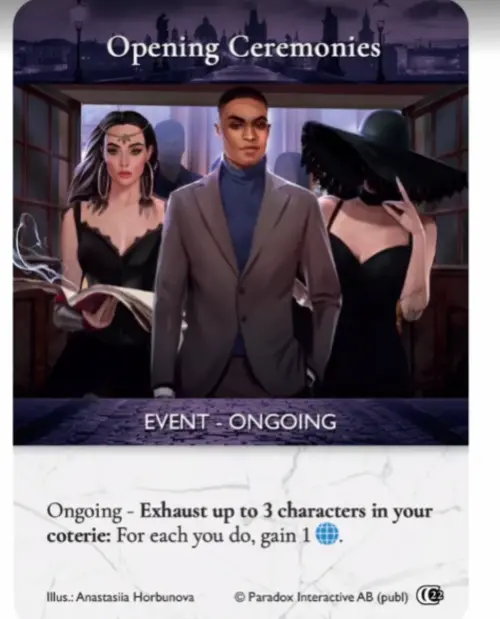 Opening Ceremonies
EVENT - ONGOING
Ongoing - Exhaust up to 3 characters in your
coterie: For each you do, gain 1 .
Illus.: Anastasiia Horbunova © Paradox Interactive AB (publ)